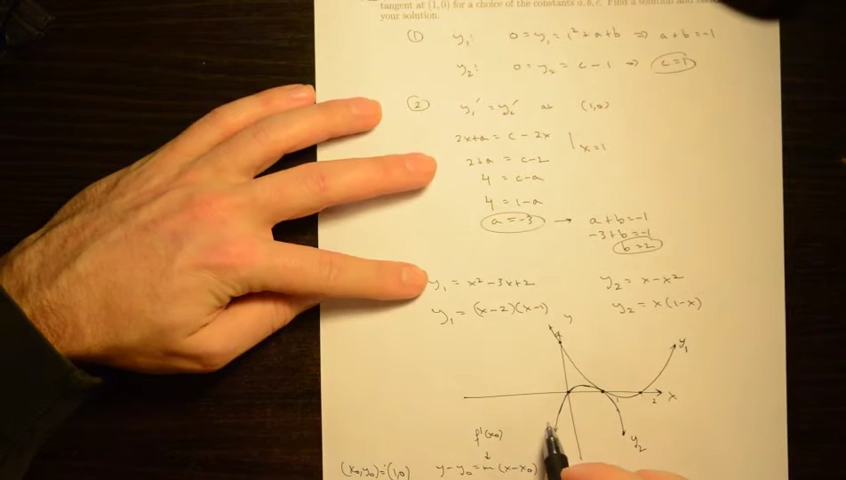 tangent at (1,0) for a choice of the constants a, b, c. Find a solution and
your solution.
① y₁: 0 = y₁ = 1² + a + b ⇒ a + b = -1
y₂: 0 = y₂ = c - 1 → c = 1
② y₁' = y₂' at (1,0)
2x + a = c - 2x | x = 1
2 + a = c - 2
4 = c - a
4 = 1 - a
a = -3 → a + b = -1
-3 + b = -1
b = 2
y₁ = x² - 3x + 2 y₂ = x - x²
y₁ = (x - 2)(x - 1) y₂ = x(1 - x)
y
y₁
1 2 x
y₂
f'(x₀)
↓
(x₀, y₀) = (1,0) y - y₀ = m(x - x₀)